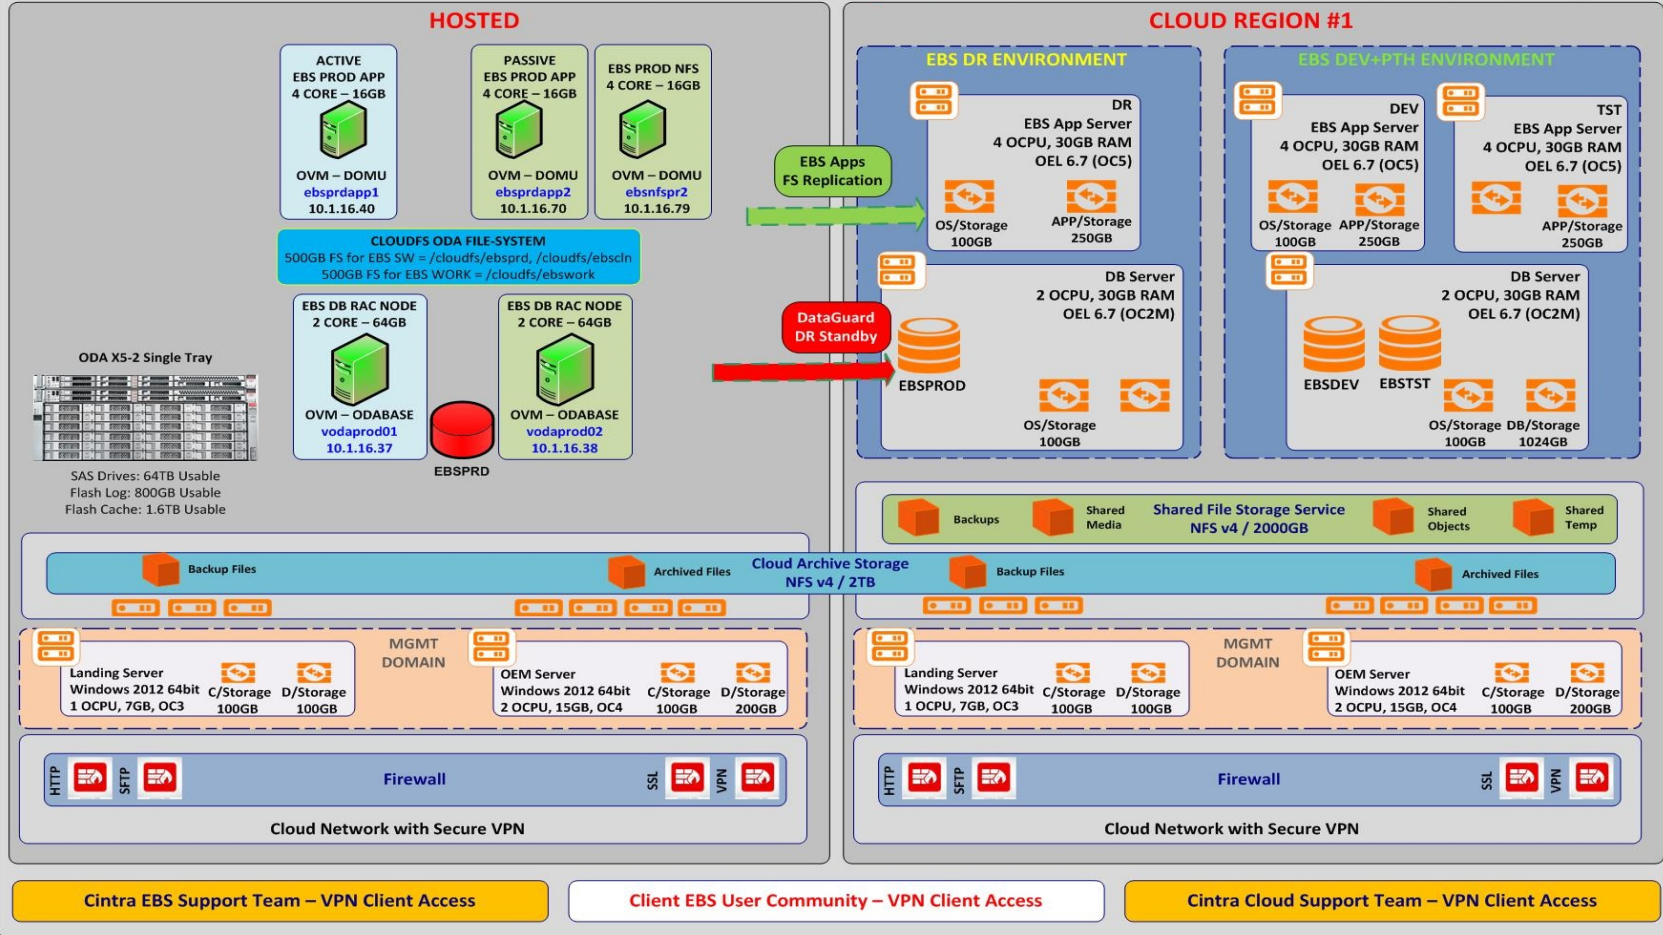 HOSTED
ACTIVE
EBS PROD APP
4 CORE – 16GB
OVM – DOMU
ebsprdapp1
10.1.16.40
PASSIVE
EBS PROD APP
4 CORE – 16GB
OVM – DOMU
ebsprdapp2
10.1.16.70
EBS PROD NFS
4 CORE – 16GB
OVM – DOMU
ebsnfspr2
10.1.16.79
CLOUDFS ODA FILE-SYSTEM
500GB FS for EBS SW = /cloudfs/ebsprd, /cloudfs/ebscln
500GB FS for EBS WORK = /cloudfs/ebswork
EBS DB RAC NODE
2 CORE – 64GB
OVM – ODABASE
vodaprod01
10.1.16.37
EBS DB RAC NODE
2 CORE – 64GB
OVM – ODABASE
vodaprod02
10.1.16.38
EBSPRD
ODA X5-2 Single Tray
SAS Drives: 64TB Usable
Flash Log: 800GB Usable
Flash Cache: 1.6TB Usable
EBS Apps
FS Replication
DataGuard
DR Standby
CLOUD REGION #1
EBS DR ENVIRONMENT
DR
EBS App Server
4 OCPU, 30GB RAM
OEL 6.7 (OC5)
OS/Storage
100GB
APP/Storage
250GB
DB Server
2 OCPU, 30GB RAM
OEL 6.7 (OC2M)
EBSPROD
OS/Storage
100GB
EBS DEV+PTH ENVIRONMENT
DEV
EBS App Server
4 OCPU, 30GB RAM
OEL 6.7 (OC5)
OS/Storage
100GB
APP/Storage
250GB
TST
EBS App Server
4 OCPU, 30GB RAM
OEL 6.7 (OC5)
APP/Storage
250GB
DB Server
2 OCPU, 30GB RAM
OEL 6.7 (OC2M)
EBSDEV
EBSTST
OS/Storage
100GB
DB/Storage
1024GB
Backups
Shared
Media
Shared File Storage Service
NFS v4 / 2000GB
Shared
Objects
Shared
Temp
Backup Files
Archived Files
Cloud Archive Storage
NFS v4 / 2TB
Backup Files
Archived Files
MGMT
DOMAIN
Landing Server
Windows 2012 64bit
1 OCPU, 7GB, OC3
C/Storage
100GB
D/Storage
100GB
OEM Server
Windows 2012 64bit
2 OCPU, 15GB, OC4
C/Storage
100GB
D/Storage
200GB
MGMT
DOMAIN
Landing Server
Windows 2012 64bit
1 OCPU, 7GB, OC3
C/Storage
100GB
D/Storage
100GB
OEM Server
Windows 2012 64bit
2 OCPU, 15GB, OC4
C/Storage
100GB
D/Storage
200GB
HTTP
SFTP
Firewall
SSL
VPN
Cloud Network with Secure VPN
HTTP
SFTP
Firewall
SSL
VPN
Cloud Network with Secure VPN
Cintra EBS Support Team – VPN Client Access
Client EBS User Community – VPN Client Access
Cintra Cloud Support Team – VPN Client Access